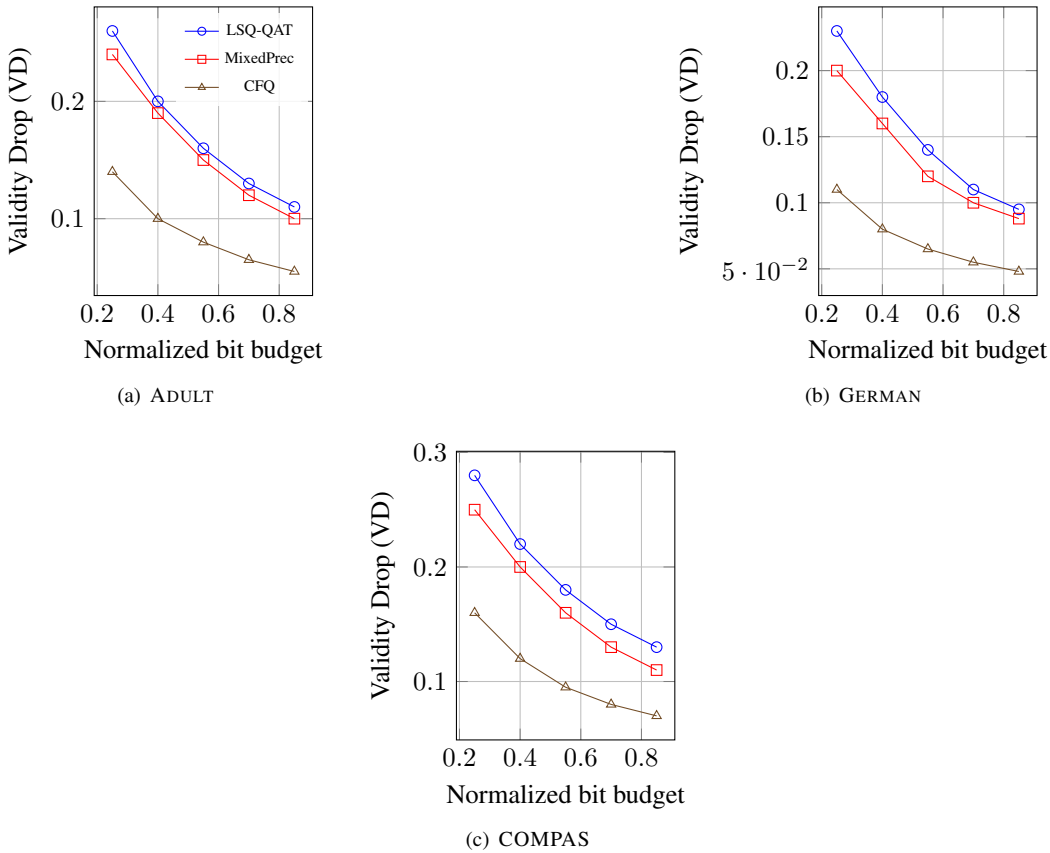 LSQ-QAT
MixedPrec
CFQ
Validity Drop (VD)
0.2
0.1
0.2 0.4 0.6 0.8
Normalized bit budget
(a) ADULT
Validity Drop (VD)
0.2
0.15
0.1
5 · 10⁻²
0.2 0.4 0.6 0.8
Normalized bit budget
(b) GERMAN
Validity Drop (VD)
0.3
0.2
0.1
0.2 0.4 0.6 0.8
Normalized bit budget
(c) COMPAS